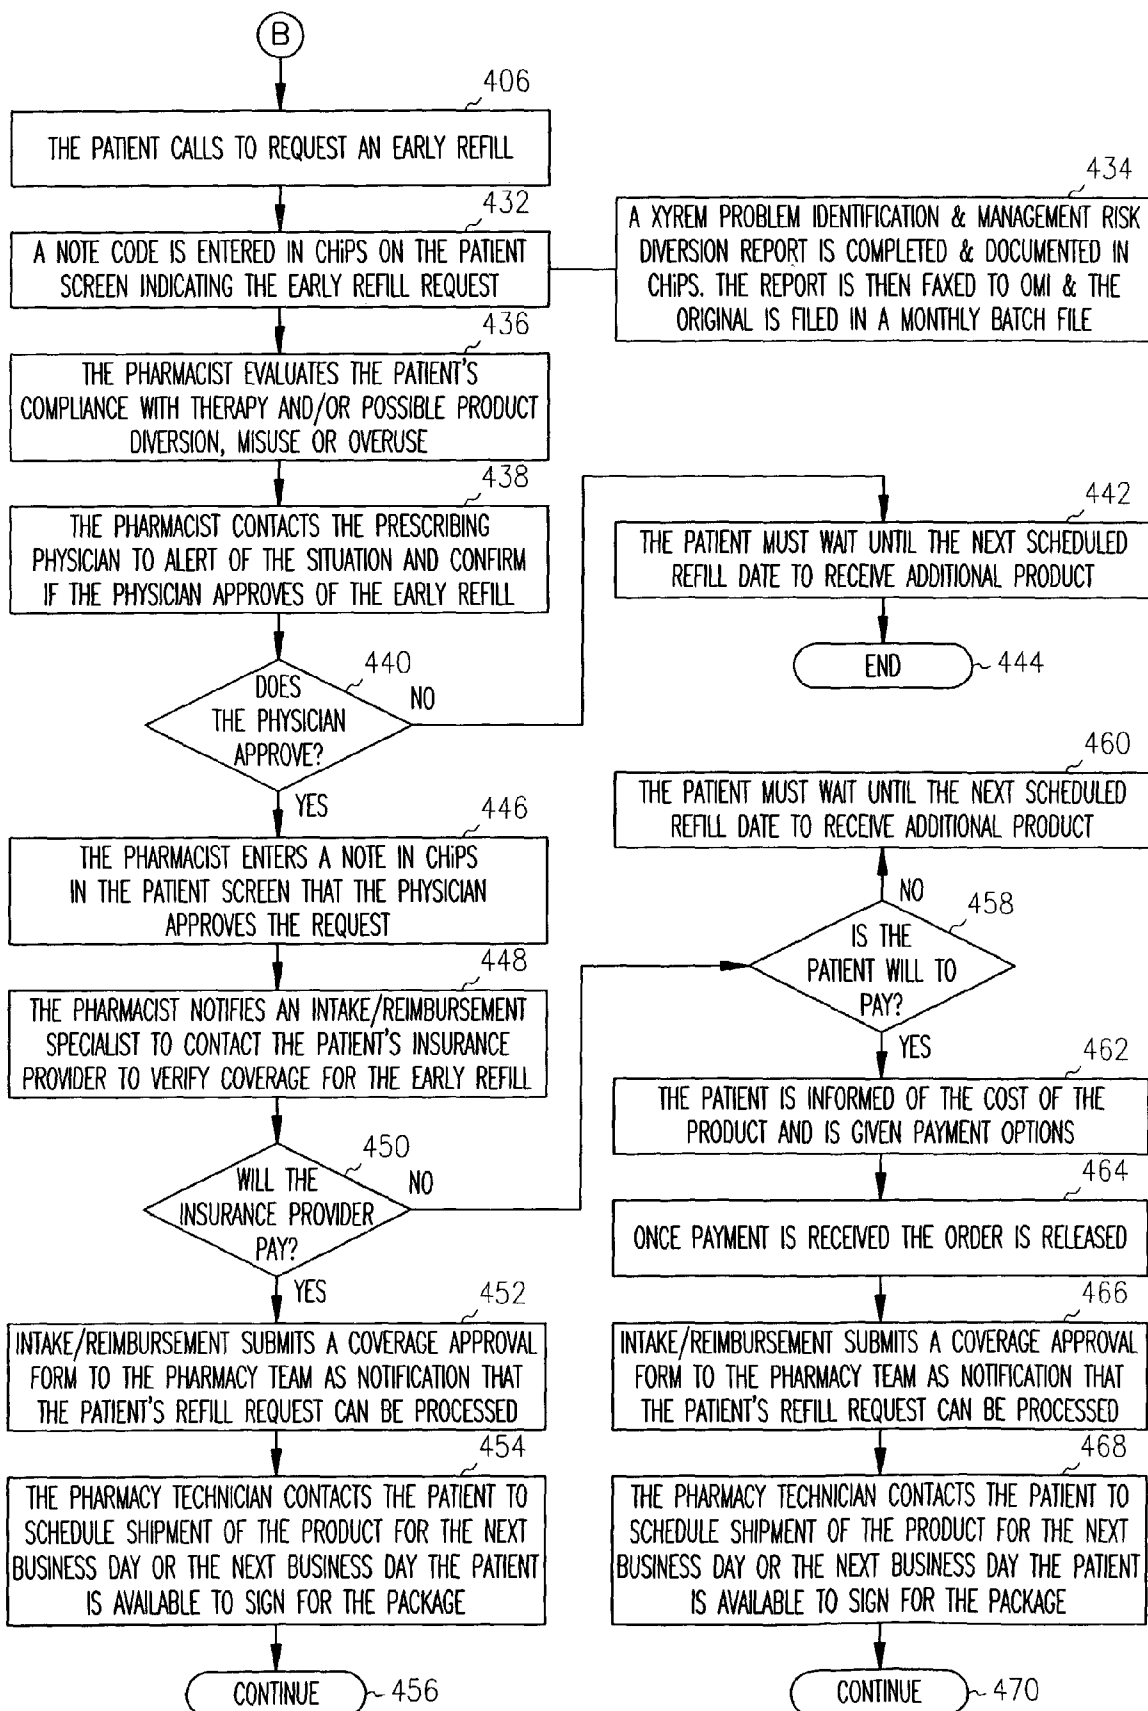 B
406
THE PATIENT CALLS TO REQUEST AN EARLY REFILL
432
A NOTE CODE IS ENTERED IN CHiPS ON THE PATIENT
SCREEN INDICATING THE EARLY REFILL REQUEST
434
A XYREM PROBLEM IDENTIFICATION & MANAGEMENT RISK
DIVERSION REPORT IS COMPLETED & DOCUMENTED IN
CHiPS. THE REPORT IS THEN FAXED TO OMI & THE
ORIGINAL IS FILED IN A MONTHLY BATCH FILE
436
THE PHARMACIST EVALUATES THE PATIENT'S
COMPLIANCE WITH THERAPY AND/OR POSSIBLE PRODUCT
DIVERSION, MISUSE OR OVERUSE
438
THE PHARMACIST CONTACTS THE PRESCRIBING
PHYSICIAN TO ALERT OF THE SITUATION AND CONFIRM
IF THE PHYSICIAN APPROVES OF THE EARLY REFILL
440
DOES
THE PHYSICIAN
APPROVE?
NO
442
THE PATIENT MUST WAIT UNTIL THE NEXT SCHEDULED
REFILL DATE TO RECEIVE ADDITIONAL PRODUCT
END
444
YES
446
THE PHARMACIST ENTERS A NOTE IN CHiPS
IN THE PATIENT SCREEN THAT THE PHYSICIAN
APPROVES THE REQUEST
448
THE PHARMACIST NOTIFIES AN INTAKE/REIMBURSEMENT
SPECIALIST TO CONTACT THE PATIENT'S INSURANCE
PROVIDER TO VERIFY COVERAGE FOR THE EARLY REFILL
450
WILL THE
INSURANCE PROVIDER
PAY?
NO
YES
452
INTAKE/REIMBURSEMENT SUBMITS A COVERAGE APPROVAL
FORM TO THE PHARMACY TEAM AS NOTIFICATION THAT
THE PATIENT'S REFILL REQUEST CAN BE PROCESSED
454
THE PHARMACY TECHNICIAN CONTACTS THE PATIENT TO
SCHEDULE SHIPMENT OF THE PRODUCT FOR THE NEXT
BUSINESS DAY OR THE NEXT BUSINESS DAY THE PATIENT
IS AVAILABLE TO SIGN FOR THE PACKAGE
CONTINUE
456
460
THE PATIENT MUST WAIT UNTIL THE NEXT SCHEDULED
REFILL DATE TO RECEIVE ADDITIONAL PRODUCT
NO
458
IS THE
PATIENT WILL TO
PAY?
YES
462
THE PATIENT IS INFORMED OF THE COST OF THE
PRODUCT AND IS GIVEN PAYMENT OPTIONS
464
ONCE PAYMENT IS RECEIVED THE ORDER IS RELEASED
466
INTAKE/REIMBURSEMENT SUBMITS A COVERAGE APPROVAL
FORM TO THE PHARMACY TEAM AS NOTIFICATION THAT
THE PATIENT'S REFILL REQUEST CAN BE PROCESSED
468
THE PHARMACY TECHNICIAN CONTACTS THE PATIENT TO
SCHEDULE SHIPMENT OF THE PRODUCT FOR THE NEXT
BUSINESS DAY OR THE NEXT BUSINESS DAY THE PATIENT
IS AVAILABLE TO SIGN FOR THE PACKAGE
CONTINUE
470